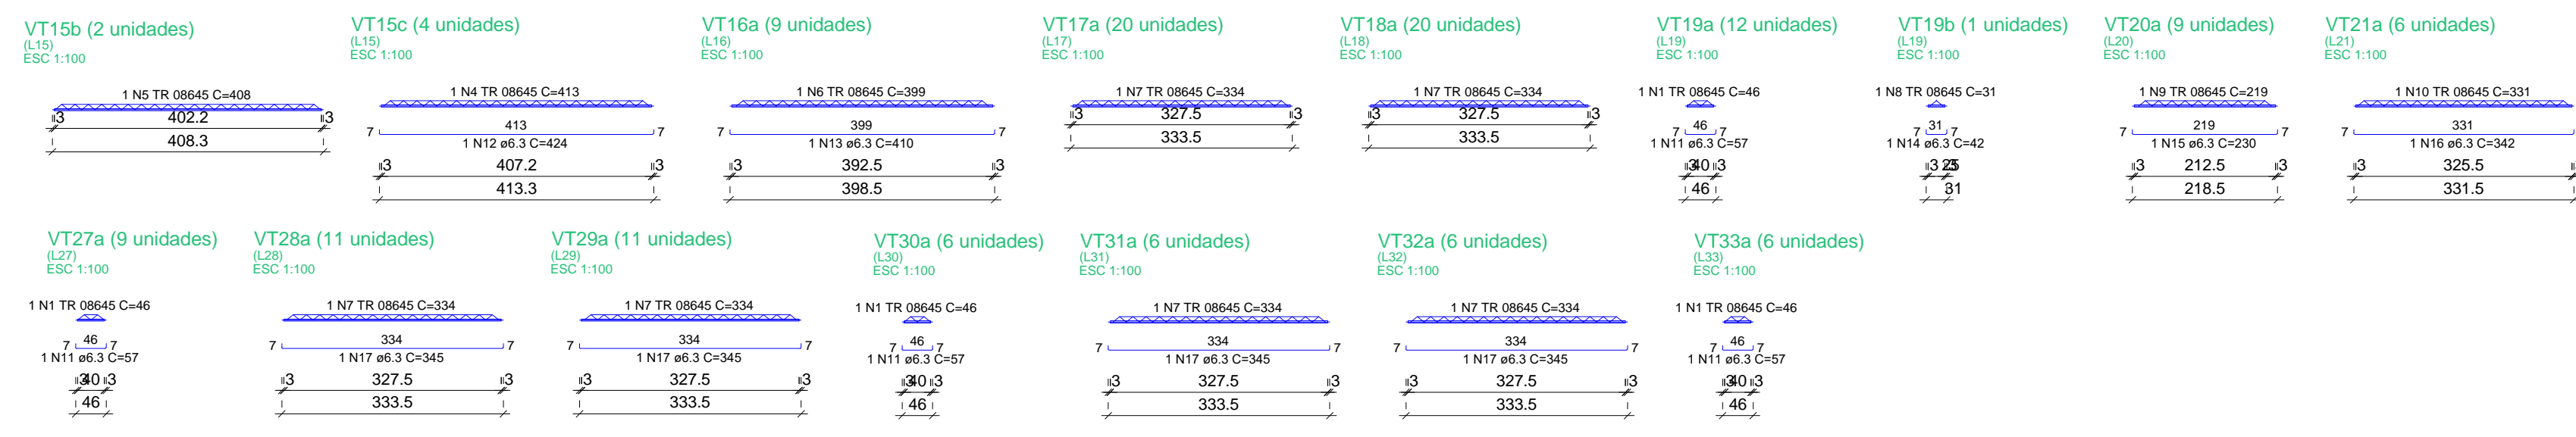 VT15b (2 unidades)
(L15)
ESC 1:100
1 N5 TR 08645 C=408
3 402.2 3
408.3
VT15c (4 unidades)
(L15)
ESC 1:100
1 N4 TR 08645 C=413
7 413 7
1 N12 ø6.3 C=424
3 407.2 3
413.3
VT16a (9 unidades)
(L16)
ESC 1:100
1 N6 TR 08645 C=399
7 399 7
1 N13 ø6.3 C=410
3 392.5 3
398.5
VT17a (20 unidades)
(L17)
ESC 1:100
1 N7 TR 08645 C=334
3 327.5 3
333.5
VT18a (20 unidades)
(L18)
ESC 1:100
1 N7 TR 08645 C=334
3 327.5 3
333.5
VT19a (12 unidades)
(L19)
ESC 1:100
1 N1 TR 08645 C=46
7 46 7
1 N11 ø6.3 C=57
3 40 3
46
VT19b (1 unidades)
(L19)
ESC 1:100
1 N8 TR 08645 C=31
7 31 7
1 N14 ø6.3 C=42
3 25 3
31
VT20a (9 unidades)
(L20)
ESC 1:100
1 N9 TR 08645 C=219
7 219 7
1 N15 ø6.3 C=230
3 212.5 3
218.5
VT21a (6 unidades)
(L21)
ESC 1:100
1 N10 TR 08645 C=331
7 331
1 N16 ø6.3 C=342
3 325.5
331.5
VT27a (9 unidades)
(L27)
ESC 1:100
1 N1 TR 08645 C=46
7 46 7
1 N11 ø6.3 C=57
3 40 3
46
VT28a (11 unidades)
(L28)
ESC 1:100
1 N7 TR 08645 C=334
7 334 7
1 N17 ø6.3 C=345
3 327.5 3
333.5
VT29a (11 unidades)
(L29)
ESC 1:100
1 N7 TR 08645 C=334
7 334 7
1 N17 ø6.3 C=345
3 327.5 3
333.5
VT30a (6 unidades)
(L30)
ESC 1:100
1 N1 TR 08645 C=46
7 46 7
1 N11 ø6.3 C=57
3 40 3
46
VT31a (6 unidades)
(L31)
ESC 1:100
1 N7 TR 08645 C=334
7 334 7
1 N17 ø6.3 C=345
3 327.5 3
333.5
VT32a (6 unidades)
(L32)
ESC 1:100
1 N7 TR 08645 C=334
7 334 7
1 N17 ø6.3 C=345
3 327.5 3
333.5
VT33a (6 unidades)
(L33)
ESC 1:100
1 N1 TR 08645 C=46
7 46 7
1 N11 ø6.3 C=57
3 40 3
46